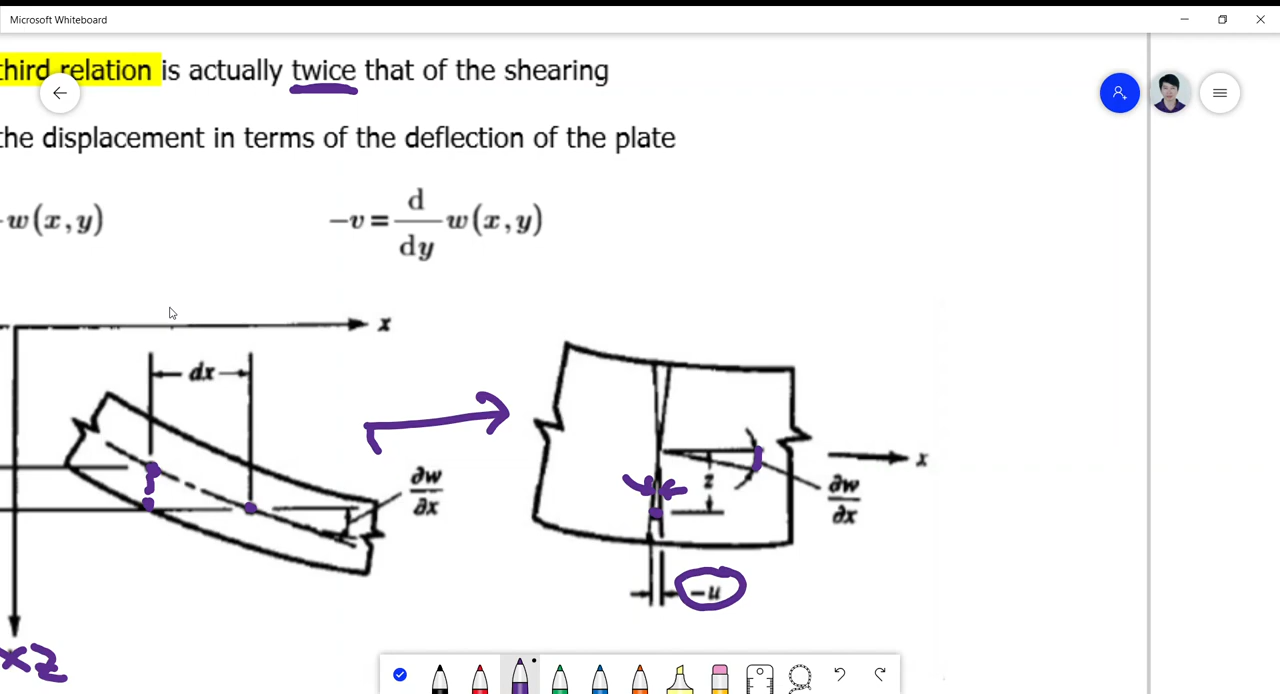 Microsoft Whiteboard
third relation is actually twice that of the shearing
the displacement in terms of the deflection of the plate
w(x,y)
-v = d/dy w(x,y)
x
dx
∂w/∂x
z
x
∂w/∂x
-u
xz